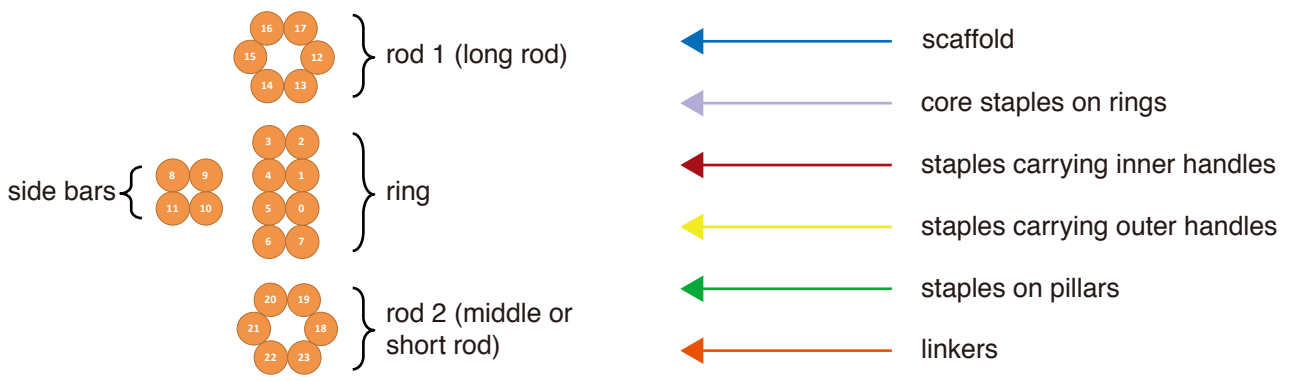 16 17
15 12
14 13
rod 1 (long rod)
3 2
4 1
5 0
6 7
ring
side bars
8 9
11 10
20 19
21 18
22 23
rod 2 (middle or
short rod)
scaffold
core staples on rings
staples carrying inner handles
staples carrying outer handles
staples on pillars
linkers